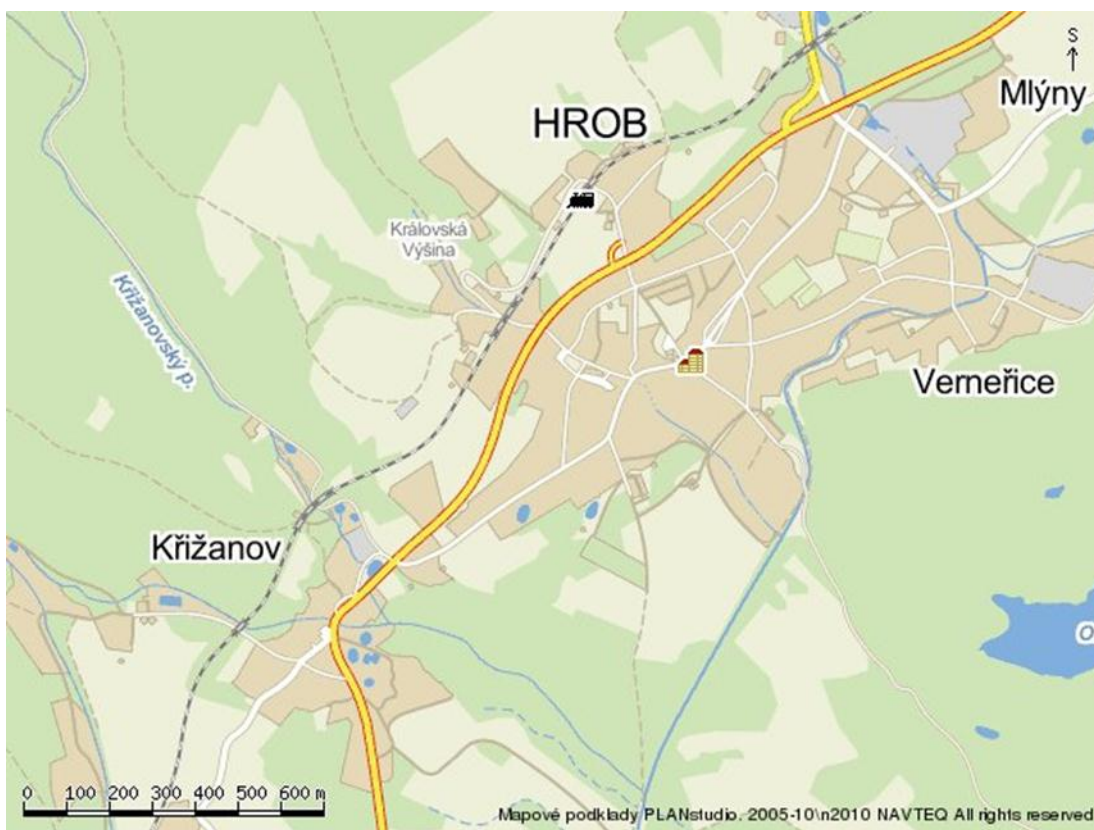 S
Mlýny
HROB
Královská
Výšina
Křižanovský p.
Verneřice
Křižanov
O
0 100 200 300 400 500 600 m
Mapové podklady PLANstudio. 2005-10\n2010 NAVTEQ All rights reserved